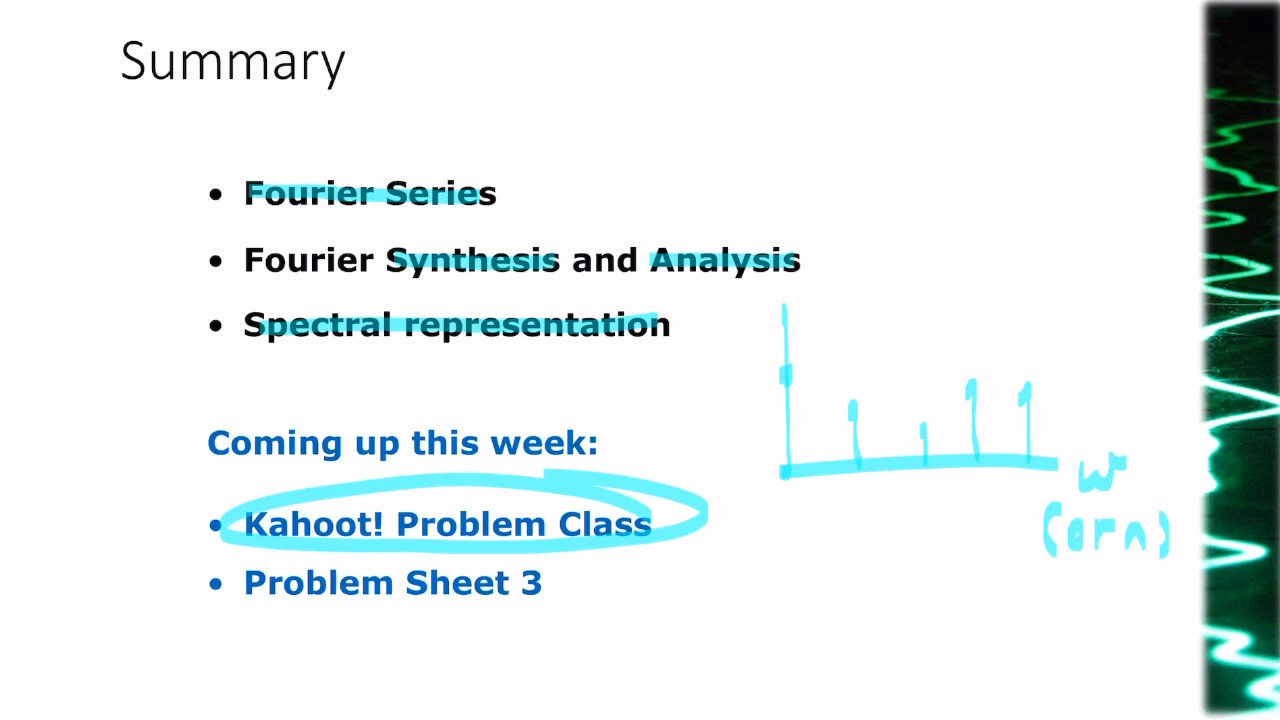 Summary
• Fourier Series
• Fourier Synthesis and Analysis
• Spectral representation
Coming up this week:
• Kahoot! Problem Class
• Problem Sheet 3
w
(or n)